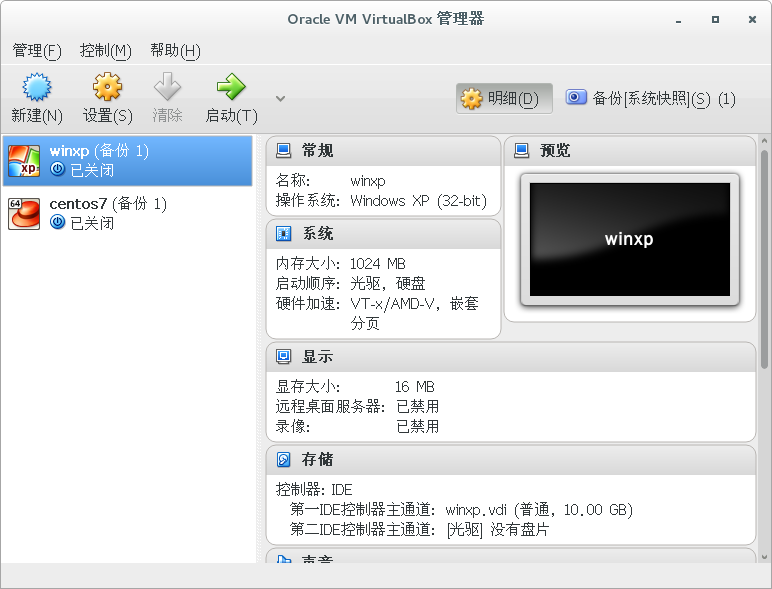 Oracle VM VirtualBox 管理器
管理(F) 控制(M) 帮助(H)
新建(N) 设置(S) 清除 启动(T) 明细(D) 备份[系统快照](S) (1)
winxp (备份 1)
xp
已关闭
64
centos7 (备份 1)
已关闭
常规
名称: winxp
操作系统: Windows XP (32-bit)
预览
winxp
系统
内存大小: 1024 MB
启动顺序: 光驱, 硬盘
硬件加速: VT-x/AMD-V, 嵌套
分页
显示
显存大小: 16 MB
远程桌面服务器: 已禁用
录像: 已禁用
存储
控制器: IDE
第一IDE控制器主通道: winxp.vdi (普通, 10.00 GB)
第二IDE控制器主通道: [光驱] 没有盘片
声音